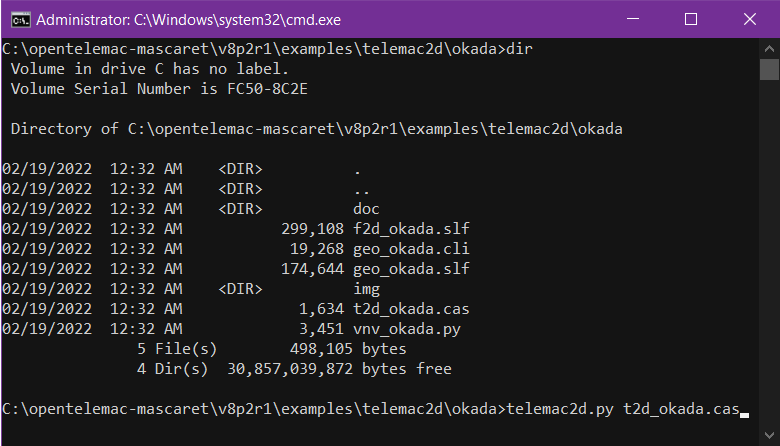 Administrator: C:\Windows\system32\cmd.exe
C:\opentelemac-mascaret\v8p2r1\examples\telemac2d\okada>dir
 Volume in drive C has no label.
 Volume Serial Number is FC50-8C2E

 Directory of C:\opentelemac-mascaret\v8p2r1\examples\telemac2d\okada

02/19/2022  12:32 AM    <DIR>          .
02/19/2022  12:32 AM    <DIR>          ..
02/19/2022  12:32 AM    <DIR>          doc
02/19/2022  12:32 AM           299,108 f2d_okada.slf
02/19/2022  12:32 AM            19,268 geo_okada.cli
02/19/2022  12:32 AM           174,644 geo_okada.slf
02/19/2022  12:32 AM    <DIR>          img
02/19/2022  12:32 AM             1,634 t2d_okada.cas
02/19/2022  12:32 AM             3,451 vnv_okada.py
               5 File(s)        498,105 bytes
               4 Dir(s)  30,857,039,872 bytes free

C:\opentelemac-mascaret\v8p2r1\examples\telemac2d\okada>telemac2d.py t2d_okada.cas